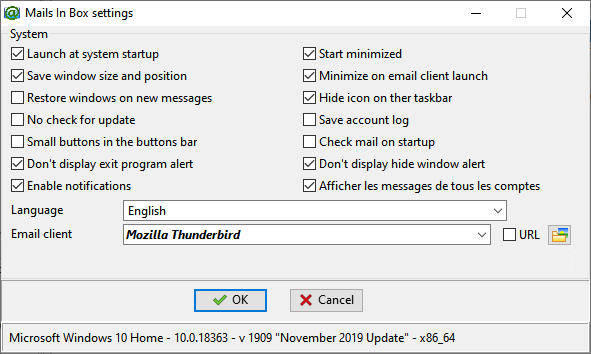 Mails In Box settings
System
Launch at system startup
Start minimized
Save window size and position
Minimize on email client launch
Restore windows on new messages
Hide icon on ther taskbar
No check for update
Save account log
Small buttons in the buttons bar
Check mail on startup
Don't display exit program alert
Don't display hide window alert
Enable notifications
Afficher les messages de tous les comptes
Language English
Email client Mozilla Thunderbird URL
OK Cancel
Microsoft Windows 10 Home - 10.0.18363 - v 1909 "November 2019 Update" - x86_64